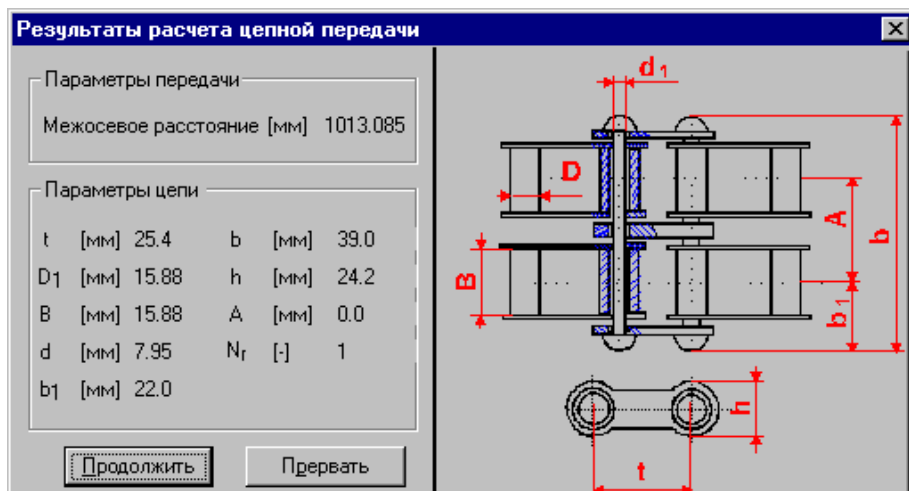 Результаты расчета цепной передачи
Параметры передачи
Межосевое расстояние [мм] 1013.085
Параметры цепи
t [мм] 25.4 b [мм] 39.0
D1 [мм] 15.88 h [мм] 24.2
B [мм] 15.88 A [мм] 0.0
d [мм] 7.95 Nr [-] 1
b1 [мм] 22.0
Продолжить Прервать
d1
D
A
b
B
b1
h
t